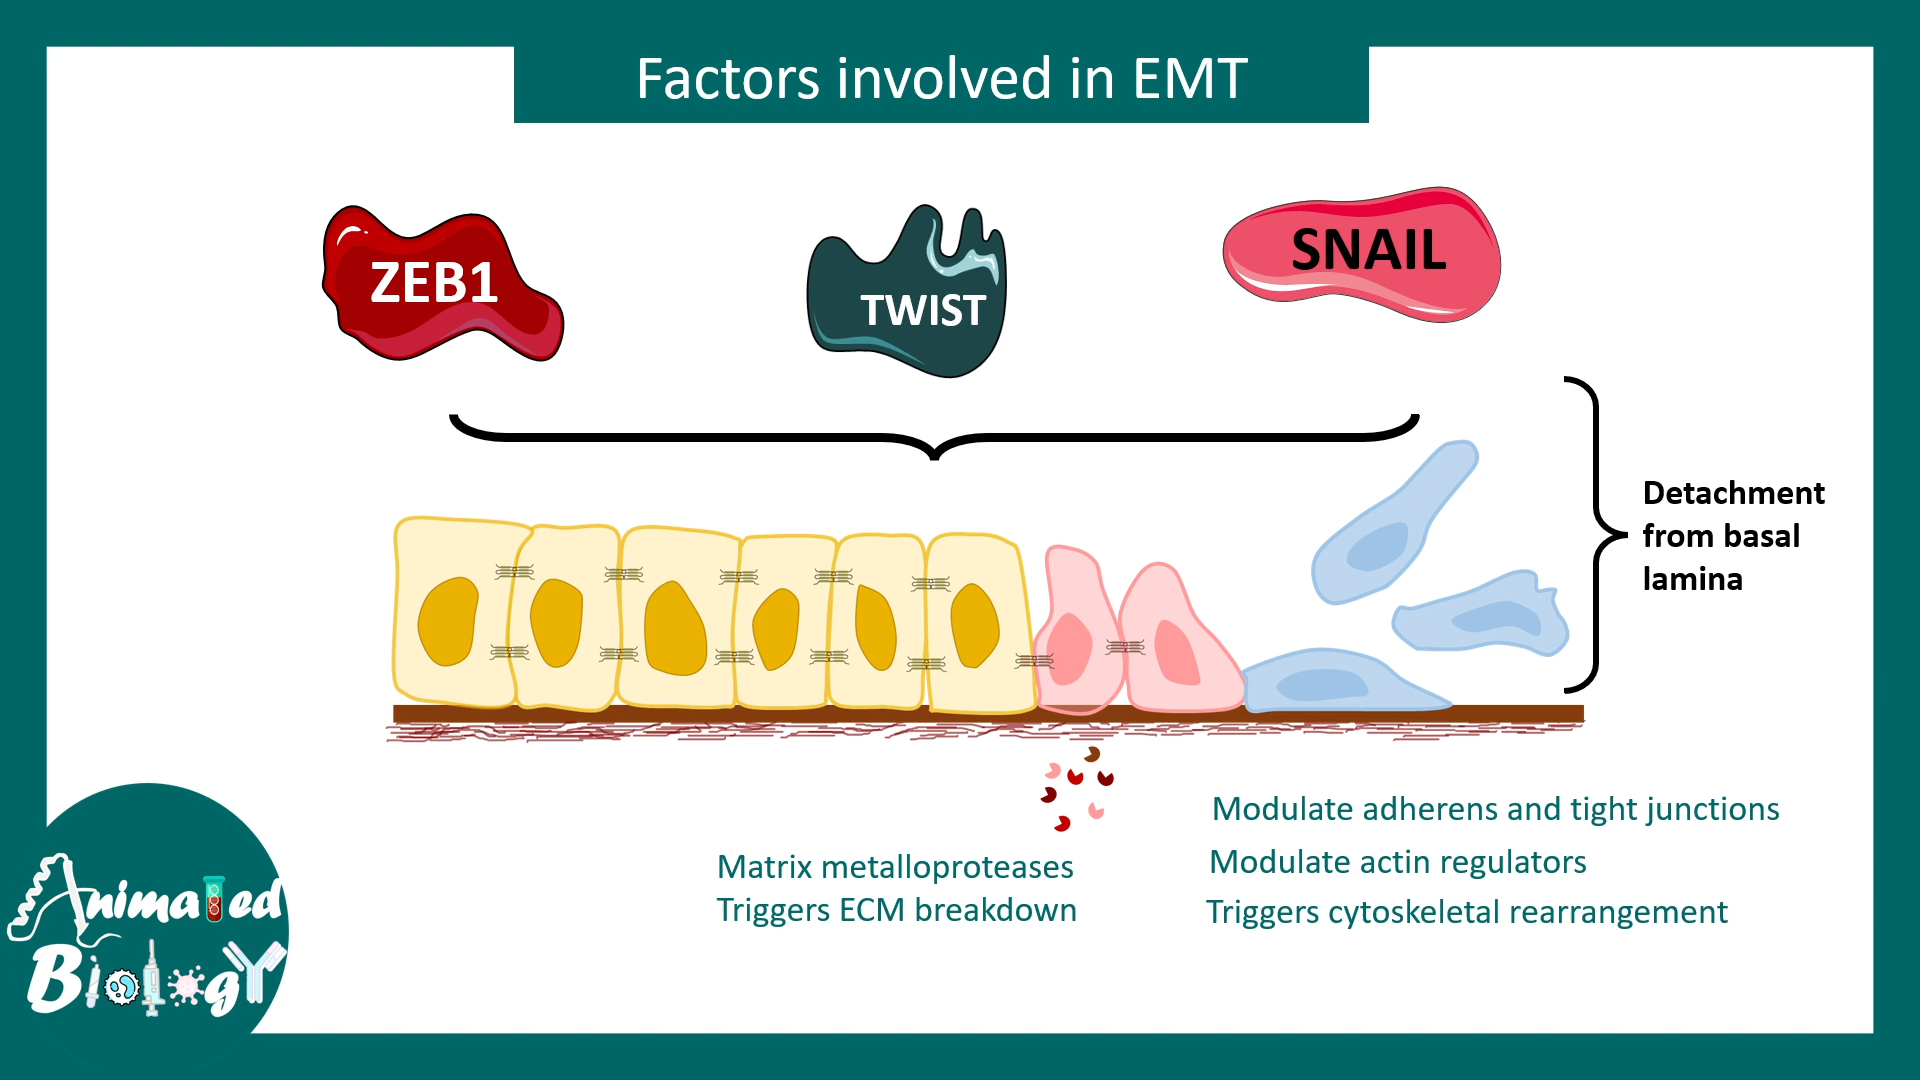 Factors involved in EMT
ZEB1
TWIST
SNAIL
Detachment
from basal
lamina
Matrix metalloproteases
Triggers ECM breakdown
Modulate adherens and tight junctions
Modulate actin regulators
Triggers cytoskeletal rearrangement
Animated
BiologY